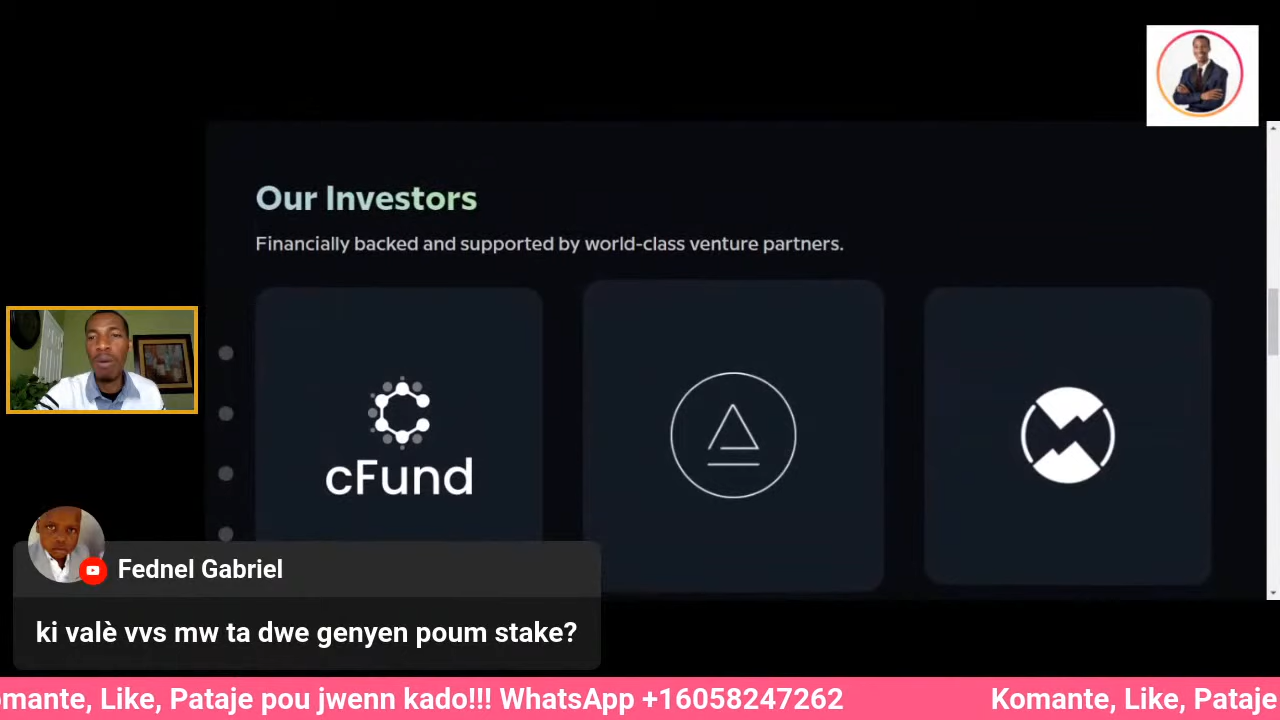 Our Investors
Financially backed and supported by world-class venture partners.
cFund
Fednel Gabriel
ki valè vvs mw ta dwe genyen poum stake?
omante, Like, Pataje pou jwenn kado!!! WhatsApp +16058247262 Komante, Like, Pataje